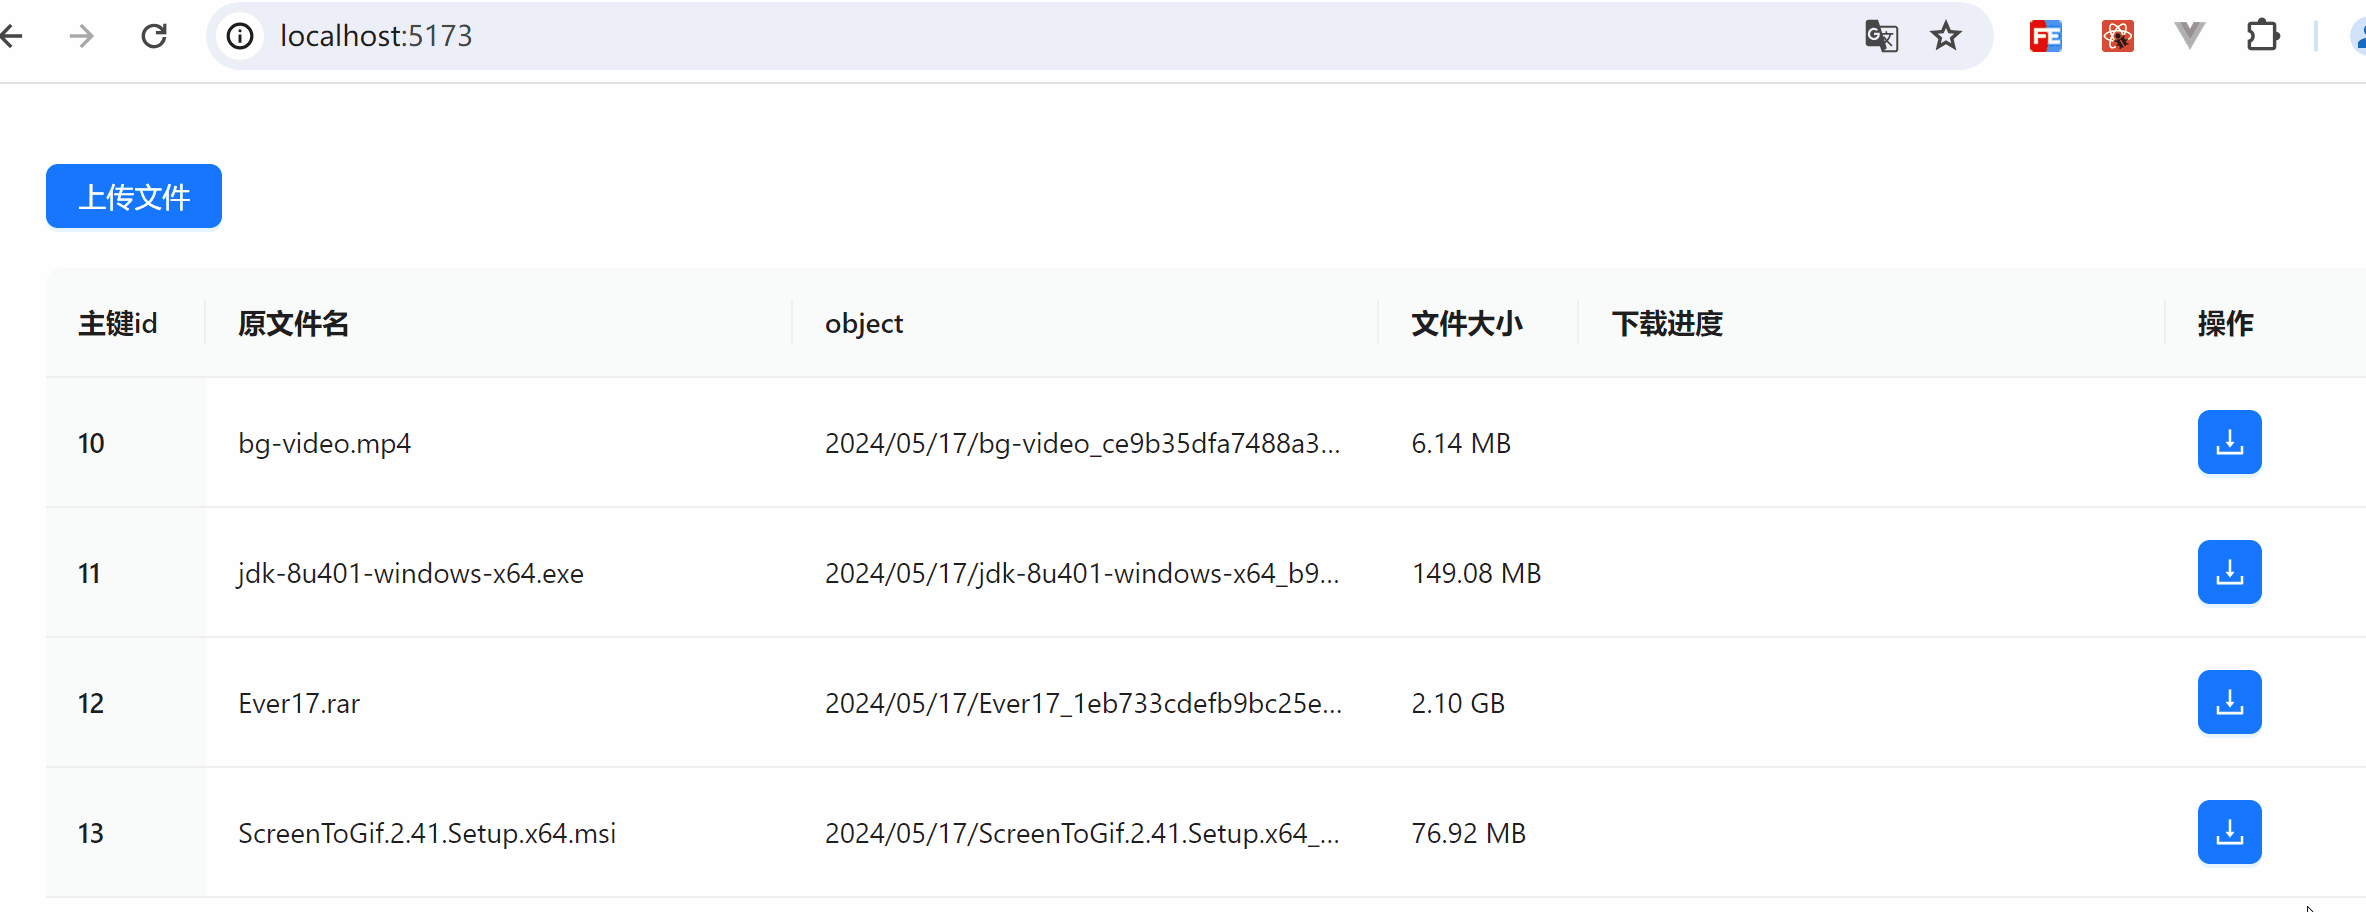 localhost:5173
上传文件
主键id 原文件名 object 文件大小 下载进度 操作
10 bg-video.mp4 2024/05/17/bg-video_ce9b35dfa7488a3... 6.14 MB
11 jdk-8u401-windows-x64.exe 2024/05/17/jdk-8u401-windows-x64_b9... 149.08 MB
12 Ever17.rar 2024/05/17/Ever17_1eb733cdefb9bc25e... 2.10 GB
13 ScreenToGif.2.41.Setup.x64.msi 2024/05/17/ScreenToGif.2.41.Setup.x64_... 76.92 MB